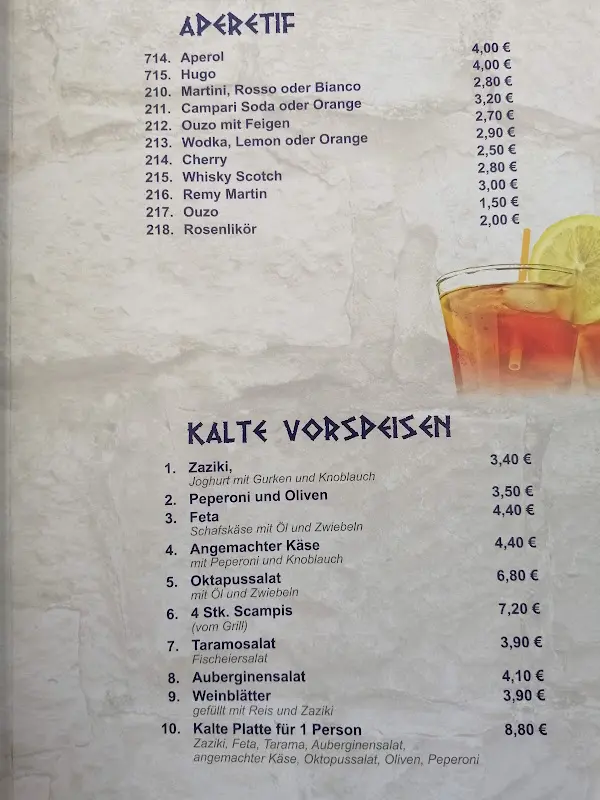 APERETIF
714. Aperol 4,00 €
715. Hugo 4,00 €
210. Martini, Rosso oder Bianco 2,80 €
211. Campari Soda oder Orange 3,20 €
212. Ouzo mit Feigen 2,70 €
213. Wodka, Lemon oder Orange 2,90 €
214. Cherry 2,50 €
215. Whisky Scotch 2,80 €
216. Remy Martin 3,00 €
217. Ouzo 1,50 €
218. Rosenlikör 2,00 €
KALTE VORSPEISEN
1. Zaziki, 3,40 €
Joghurt mit Gurken und Knoblauch
2. Peperoni und Oliven 3,50 €
3. Feta 4,40 €
Schafskäse mit Öl und Zwiebeln
4. Angemachter Käse 4,40 €
mit Peperoni und Knoblauch
5. Oktapussalat 6,80 €
mit Öl und Zwiebeln
6. 4 Stk. Scampis 7,20 €
(vom Grill)
7. Taramosalat 3,90 €
Fischeiersalat
8. Auberginensalat 4,10 €
9. Weinblätter 3,90 €
gefüllt mit Reis und Zaziki
10. Kalte Platte für 1 Person 8,80 €
Zaziki, Feta, Tarama, Auberginensalat,
angemachter Käse, Oktopussalat, Oliven, Peperoni